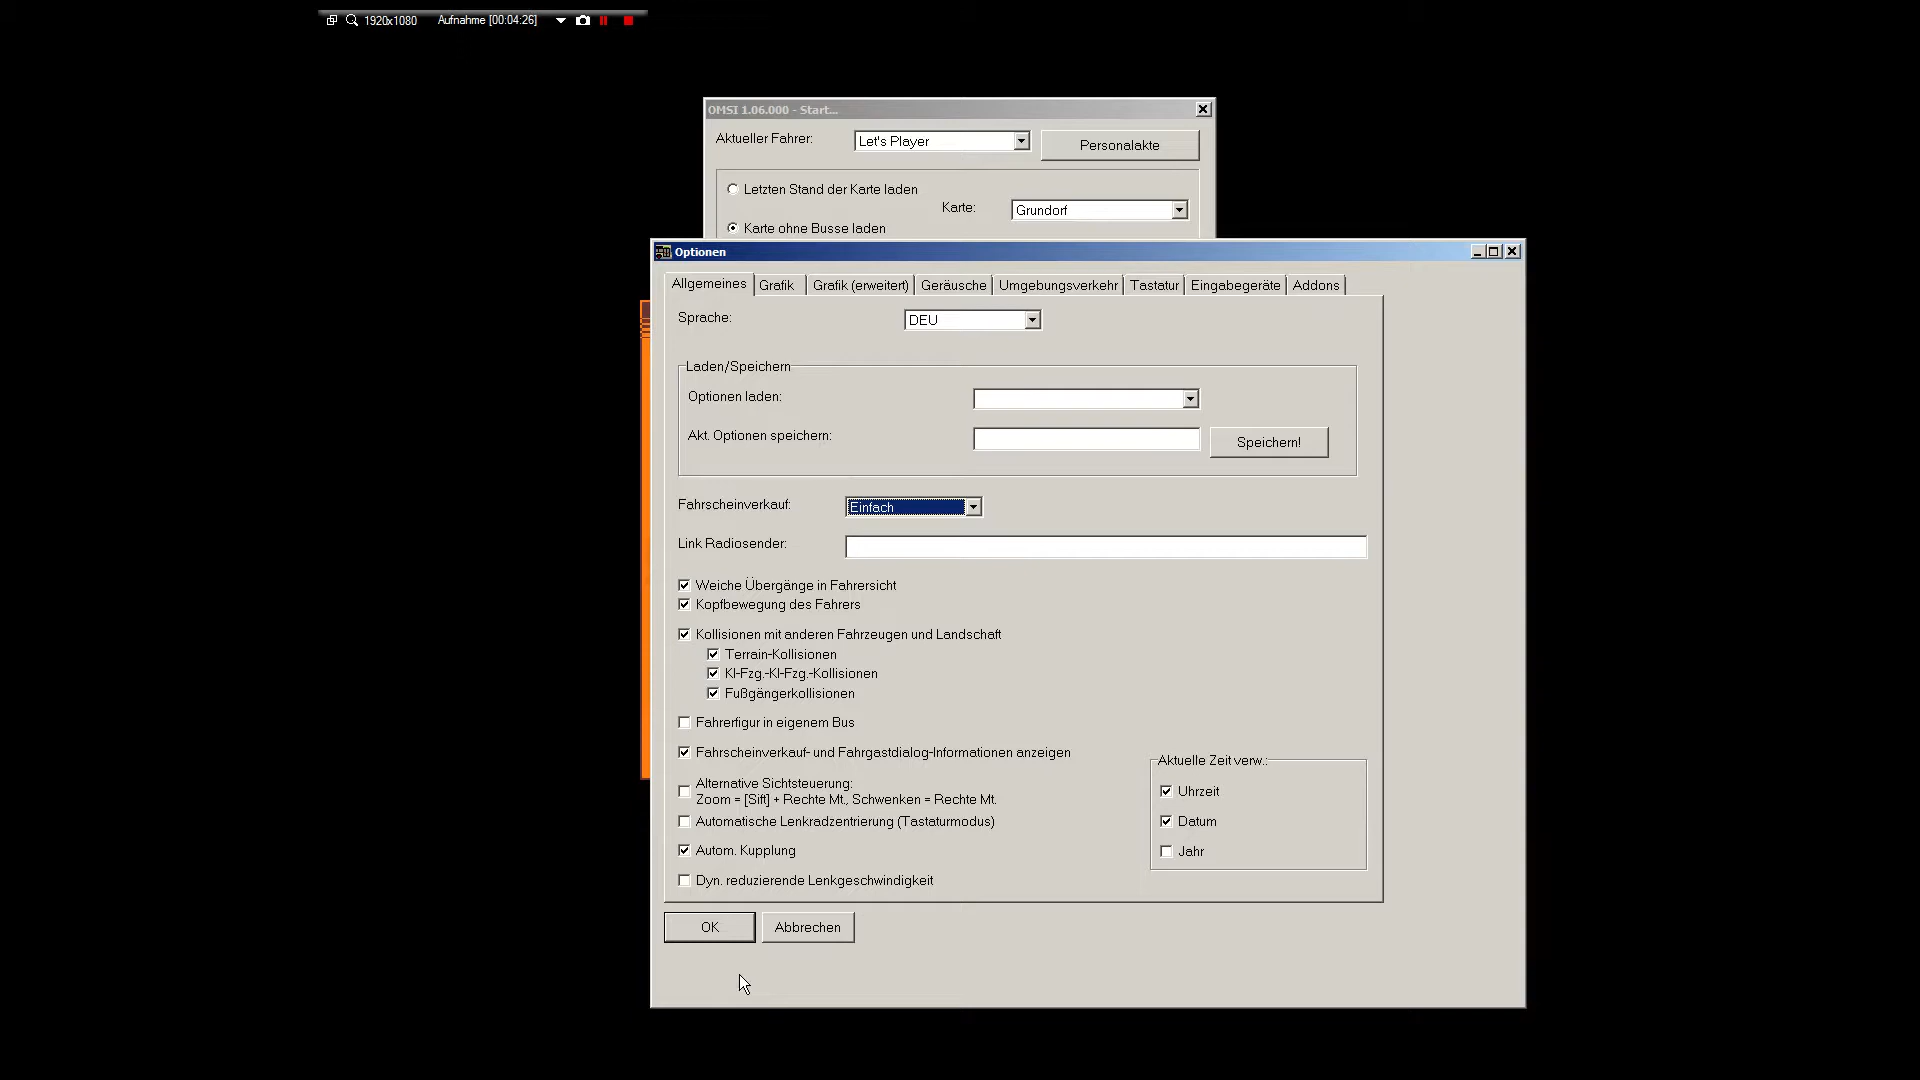 1920x1080 Aufnahme [00:04:26]
OMSI 1.06.000 - Start...
Aktueller Fahrer: Let's Player Personalakte
Letzten Stand der Karte laden
Karte: Grundorf
Karte ohne Busse laden
Optionen
Allgemeines Grafik Grafik (erweitert) Geräusche Umgebungsverkehr Tastatur Eingabegeräte Addons
Sprache: DEU
Laden/Speichern
Optionen laden:
Akt. Optionen speichern: Speichern!
Fahrscheinverkauf: Einfach
Link Radiosender:
Weiche Übergänge in Fahrersicht
Kopfbewegung des Fahrers
Kollisionen mit anderen Fahrzeugen und Landschaft
Terrain-Kollisionen
KI-Fzg.-KI-Fzg.-Kollisionen
Fußgängerkollisionen
Fahrerfigur in eigenem Bus
Fahrscheinverkauf- und Fahrgastdialog-Informationen anzeigen
Aktuelle Zeit verw.:
Alternative Sichtsteuerung:
Zoom = [Sift] + Rechte Mt., Schwenken = Rechte Mt.
Uhrzeit
Automatische Lenkradzentrierung (Tastaturmodus)
Datum
Autom. Kupplung
Jahr
Dyn. reduzierende Lenkgeschwindigkeit
OK Abbrechen